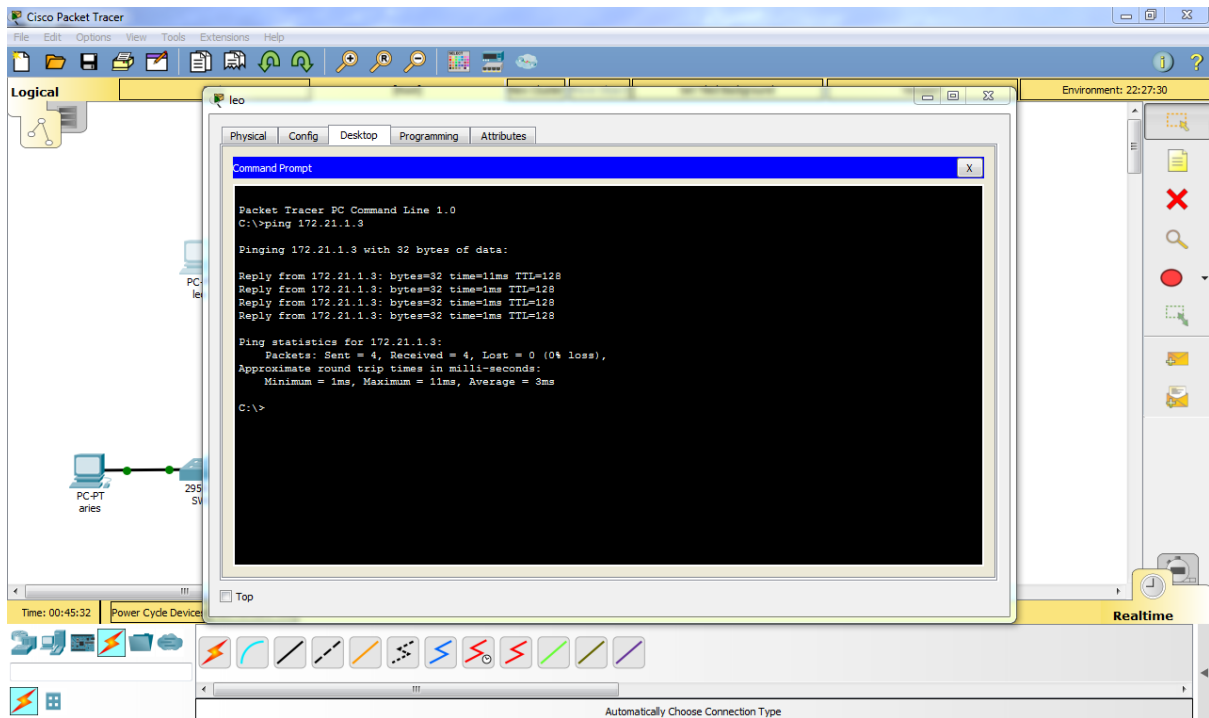 Cisco Packet Tracer
File Edit Options View Tools Extensions Help
Logical
Environment: 22:27:30
leo
Physical Config Desktop Programming Attributes
Command Prompt
X
Packet Tracer PC Command Line 1.0
C:\>ping 172.21.1.3
Pinging 172.21.1.3 with 32 bytes of data:
Reply from 172.21.1.3: bytes=32 time=11ms TTL=128
Reply from 172.21.1.3: bytes=32 time=1ms TTL=128
Reply from 172.21.1.3: bytes=32 time=1ms TTL=128
Reply from 172.21.1.3: bytes=32 time=1ms TTL=128
Ping statistics for 172.21.1.3:
Packets: Sent = 4, Received = 4, Lost = 0 (0% loss),
Approximate round trip times in milli-seconds:
Minimum = 1ms, Maximum = 11ms, Average = 3ms
C:\>
PC-
le
PC-PT
aries
295
SV
Top
Time: 00:45:32 Power Cycle Devices
Realtime
Automatically Choose Connection Type